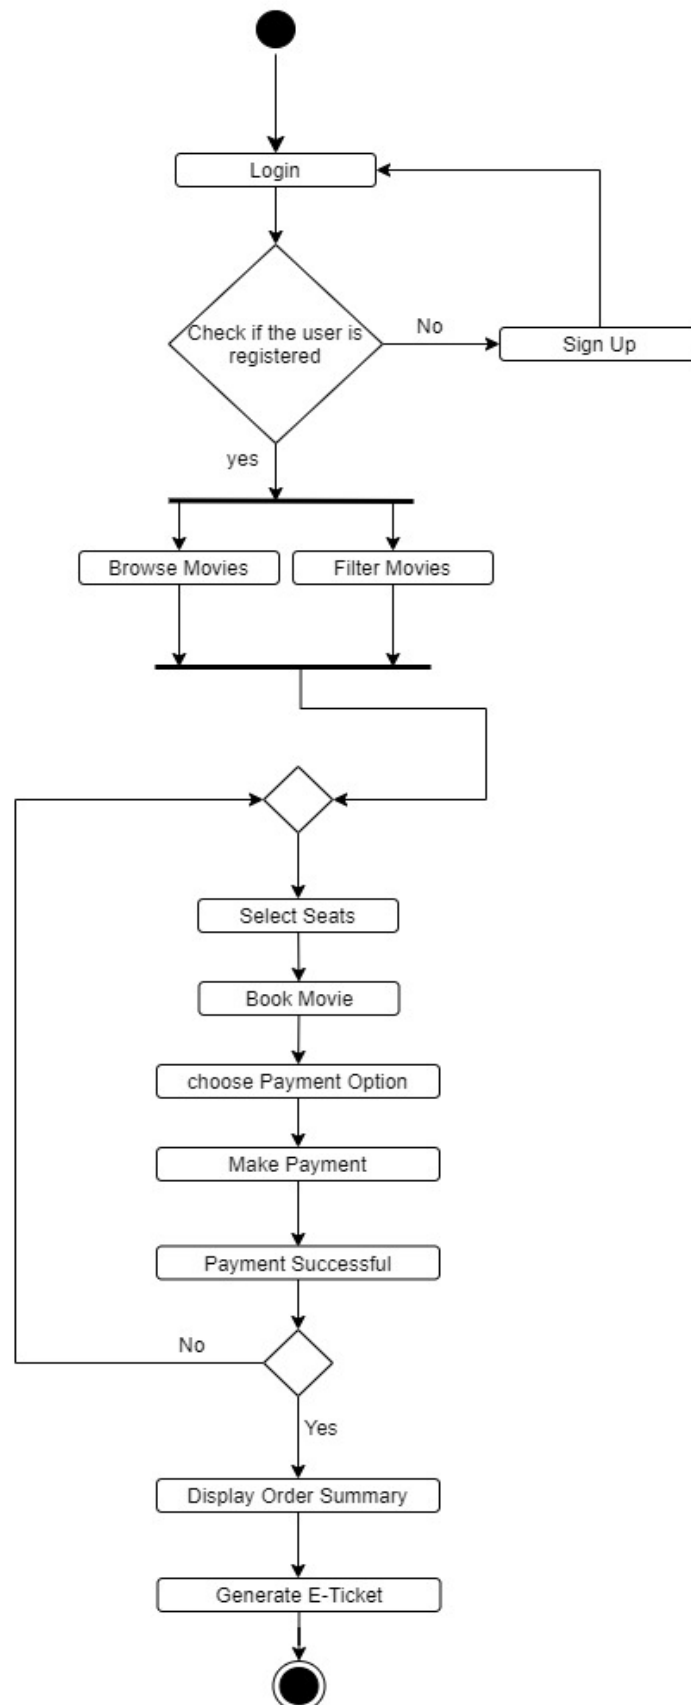 Login
Check if the user is
registered
No
Sign Up
yes
Browse Movies
Filter Movies
Select Seats
Book Movie
choose Payment Option
Make Payment
Payment Successful
No
Yes
Display Order Summary
Generate E-Ticket